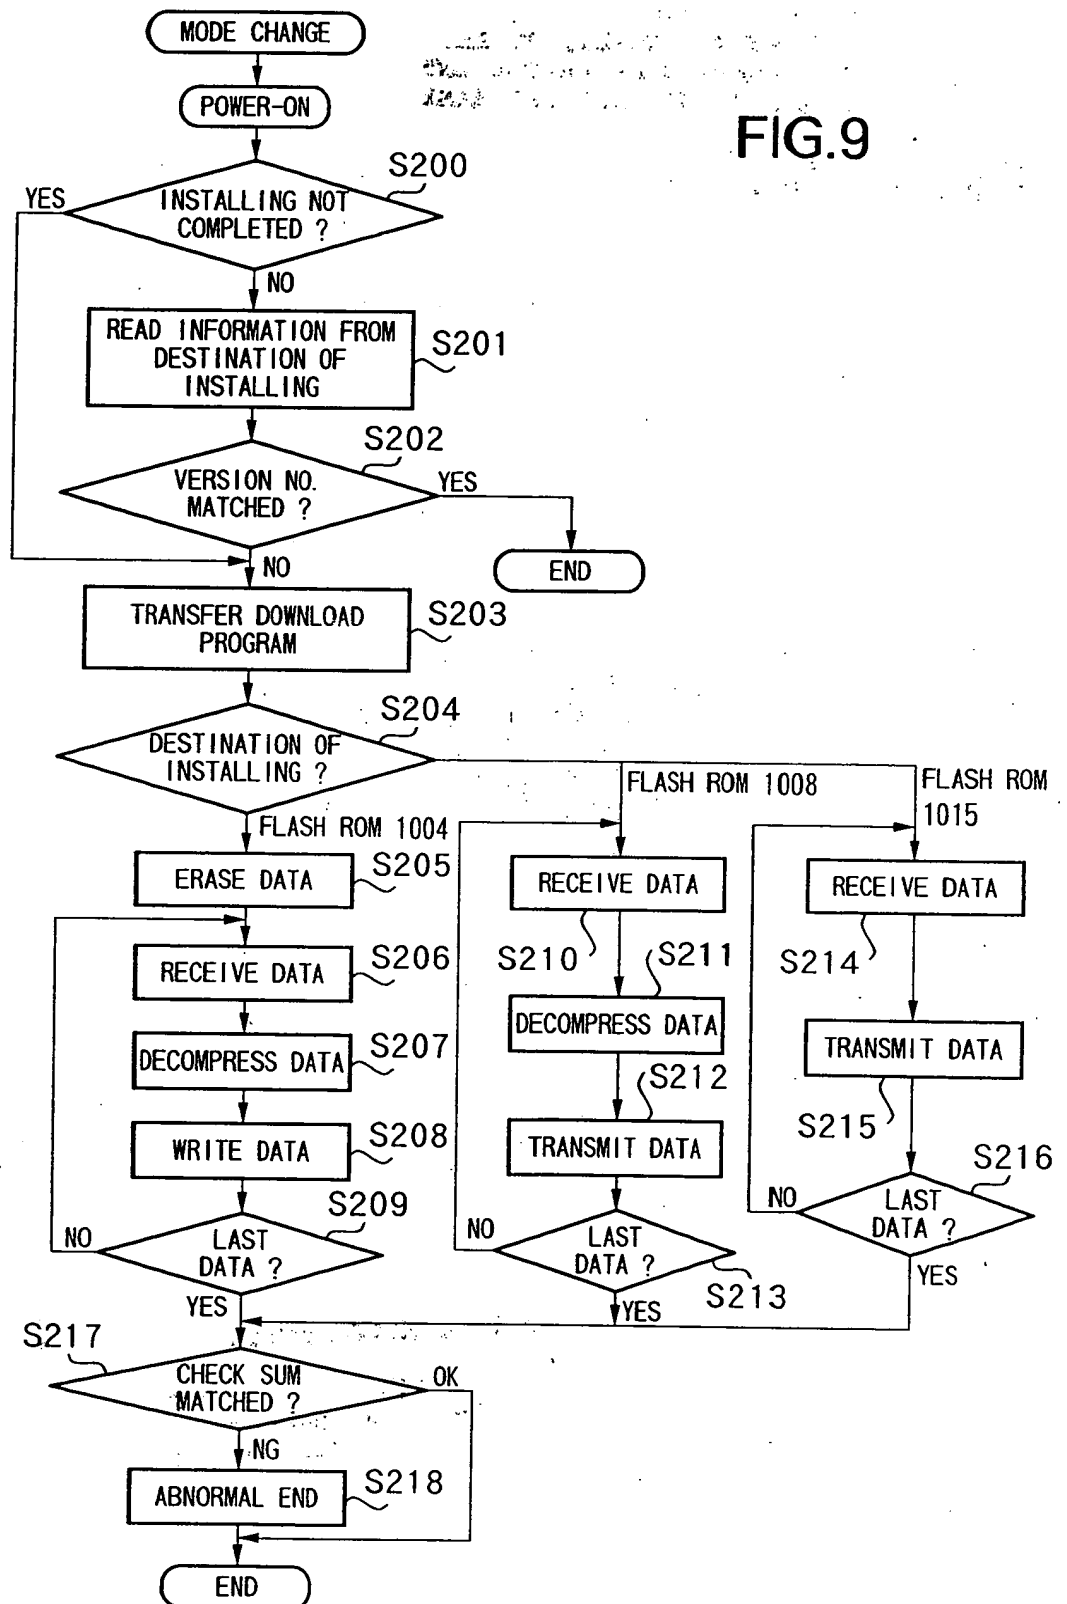 MODE CHANGE
POWER-ON
FIG.9
S200
YES
INSTALLING NOT
COMPLETED ?
NO
READ INFORMATION FROM
DESTINATION OF
INSTALLING
S201
S202
VERSION NO.
MATCHED ?
YES
NO
END
TRANSFER DOWNLOAD
PROGRAM
S203
S204
DESTINATION OF
INSTALLING ?
FLASH ROM 1004
FLASH ROM 1008
FLASH ROM
1015
ERASE DATA
S205
RECEIVE DATA
S206
DECOMPRESS DATA
S207
WRITE DATA
S208
S209
LAST
DATA ?
NO
YES
RECEIVE DATA
S210
S211
DECOMPRESS DATA
S212
TRANSMIT DATA
NO
LAST
DATA ?
S213
YES
RECEIVE DATA
S214
TRANSMIT DATA
S215
S216
NO
LAST
DATA ?
YES
S217
CHECK SUM
MATCHED ?
OK
NG
ABNORMAL END
S218
END